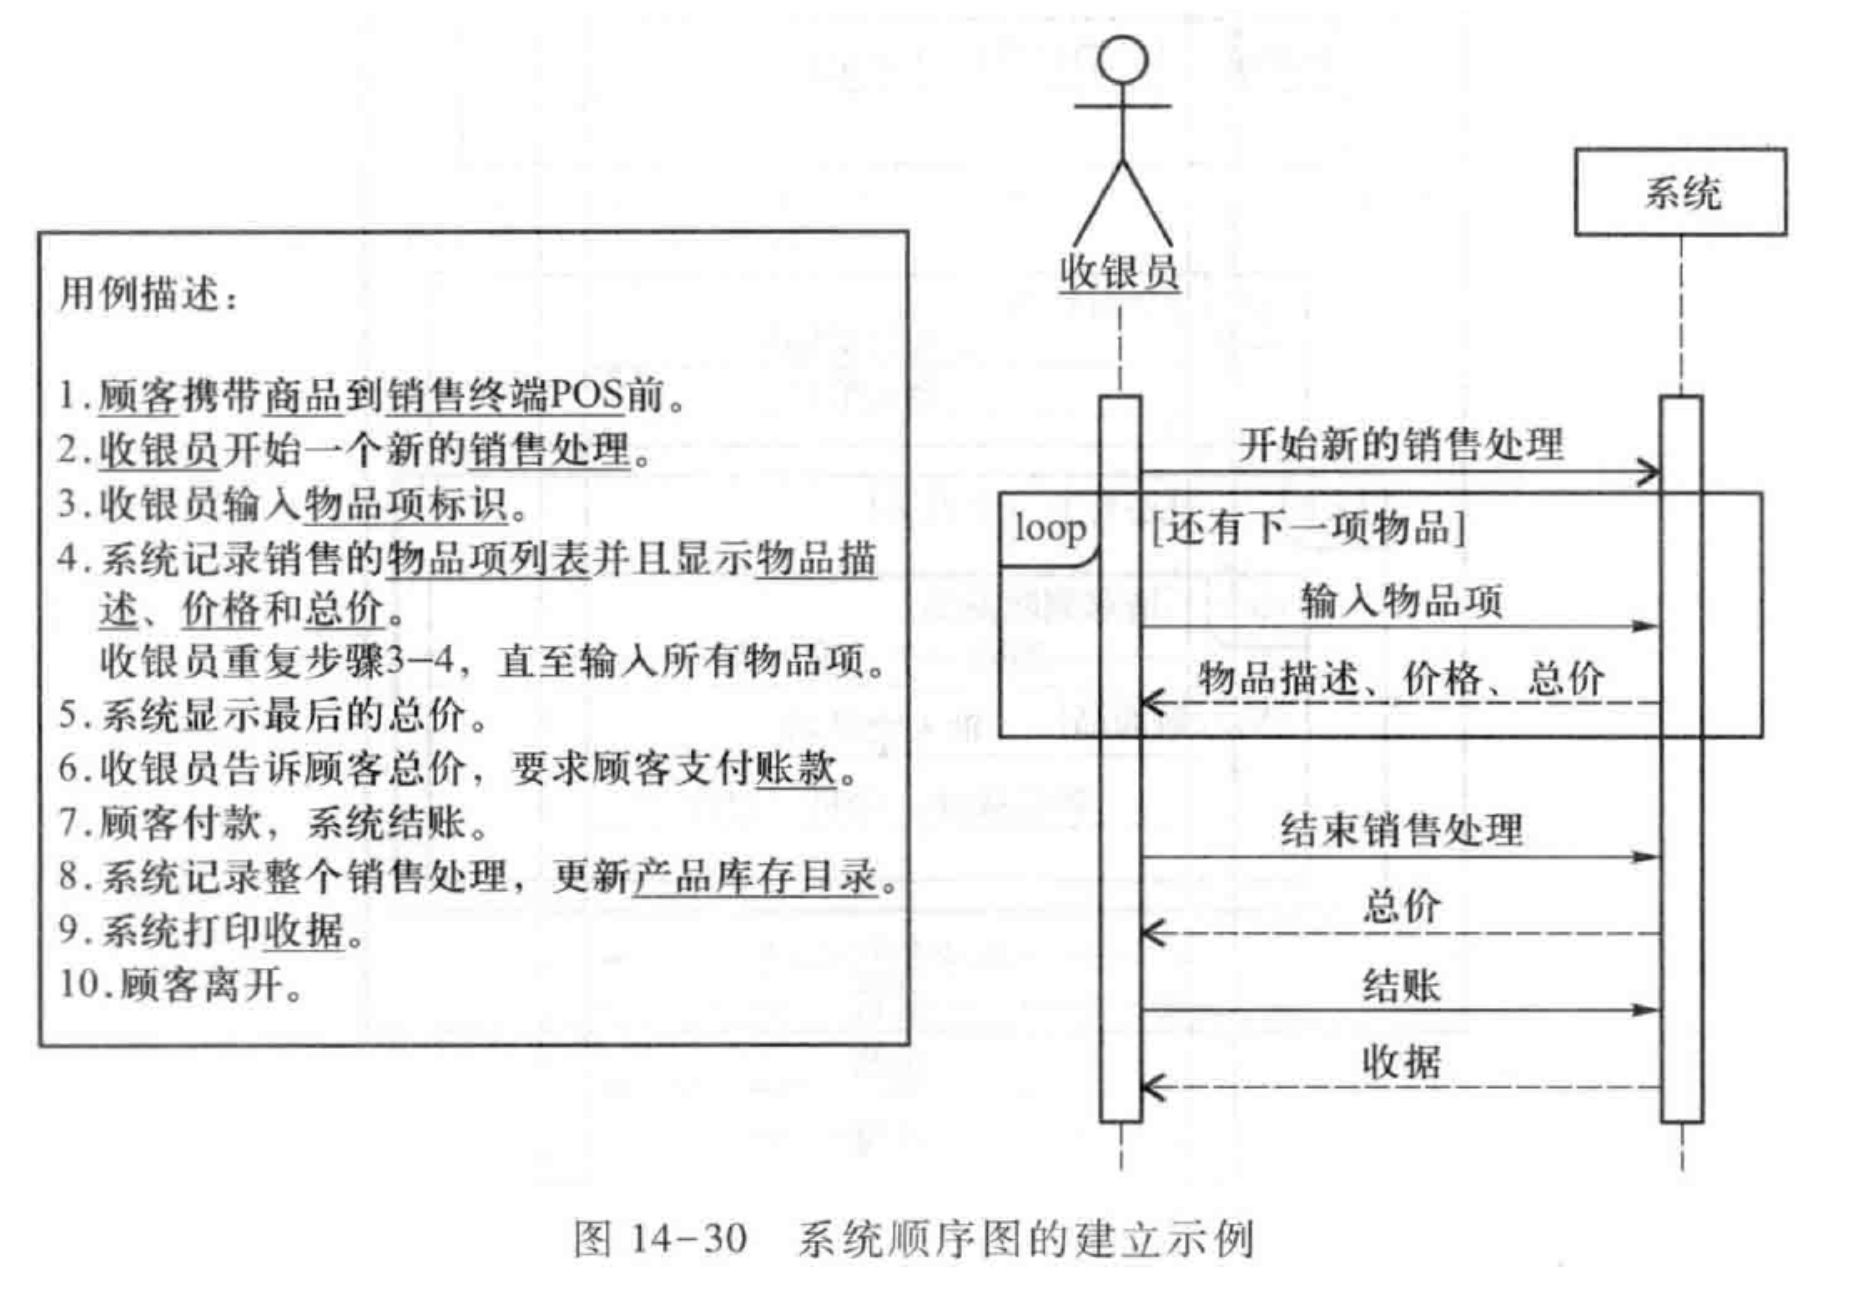 用例描述：
1.顾客携带商品到销售终端POS前。
2.收银员开始一个新的销售处理。
3.收银员输入物品项标识。
4.系统记录销售的物品项列表并且显示物品描
述、价格和总价。
收银员重复步骤3-4，直至输入所有物品项。
5.系统显示最后的总价。
6.收银员告诉顾客总价，要求顾客支付账款。
7.顾客付款，系统结账。
8.系统记录整个销售处理，更新产品库存目录。
9.系统打印收据。
10.顾客离开。
收银员
系统
开始新的销售处理
loop
[还有下一项物品]
输入物品项
物品描述、价格、总价
结束销售处理
总价
结账
收据
图 14-30 系统顺序图的建立示例